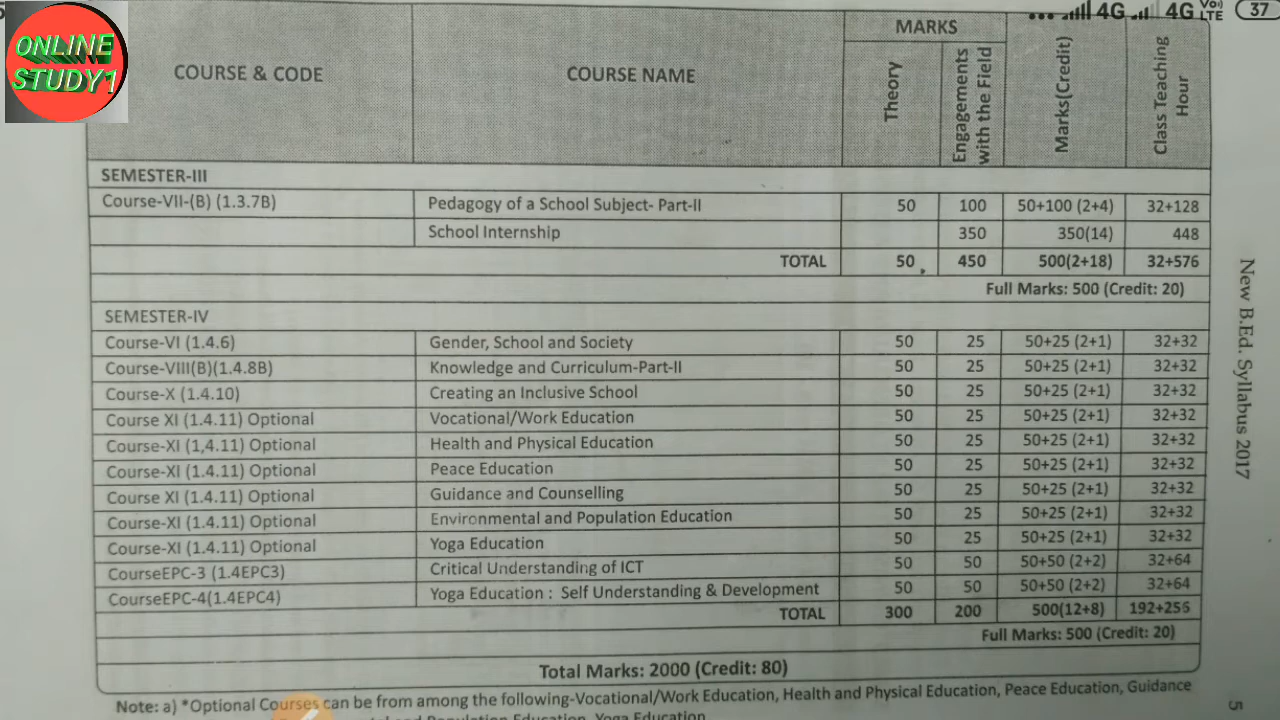 ONLINE
STUDY1
4G 4G VoI) LTE 37
COURSE & CODE COURSE NAME MARKS Theory Engagements with the Field Marks(Credit) Class Teaching Hour
SEMESTER-III
Course-VII-(B) (1.3.7B) Pedagogy of a School Subject- Part-II 50 100 50+100 (2+4) 32+128
School Internship 350 350(14) 448
TOTAL 50 450 500(2+18) 32+576
Full Marks: 500 (Credit: 20)
SEMESTER-IV
Course-VI (1.4.6) Gender, School and Society 50 25 50+25 (2+1) 32+32
Course-VIII(B)(1.4.8B) Knowledge and Curriculum-Part-II 50 25 50+25 (2+1) 32+32
Course-X (1.4.10) Creating an Inclusive School 50 25 50+25 (2+1) 32+32
Course XI (1.4.11) Optional Vocational/Work Education 50 25 50+25 (2+1) 32+32
Course-XI (1,4.11) Optional Health and Physical Education 50 25 50+25 (2+1) 32+32
Course-XI (1.4.11) Optional Peace Education 50 25 50+25 (2+1) 32+32
Course XI (1.4.11) Optional Guidance and Counselling 50 25 50+25 (2+1) 32+32
Course-XI (1.4.11) Optional Environmental and Population Education 50 25 50+25 (2+1) 32+32
Course-XI (1.4.11) Optional Yoga Education 50 25 50+25 (2+1) 32+32
CourseEPC-3 (1.4EPC3) Critical Understanding of ICT 50 50 50+50 (2+2) 32+64
CourseEPC-4(1.4EPC4) Yoga Education : Self Understanding & Development 50 50 50+50 (2+2) 32+64
TOTAL 300 200 500(12+8) 192+256
Full Marks: 500 (Credit: 20)
Total Marks: 2000 (Credit: 80)
Note: a) *Optional Courses can be from among the following-Vocational/Work Education, Health and Physical Education, Peace Education, Guidance
and Population Education, Yoga Education
New B.Ed. Syllabus 2017
5